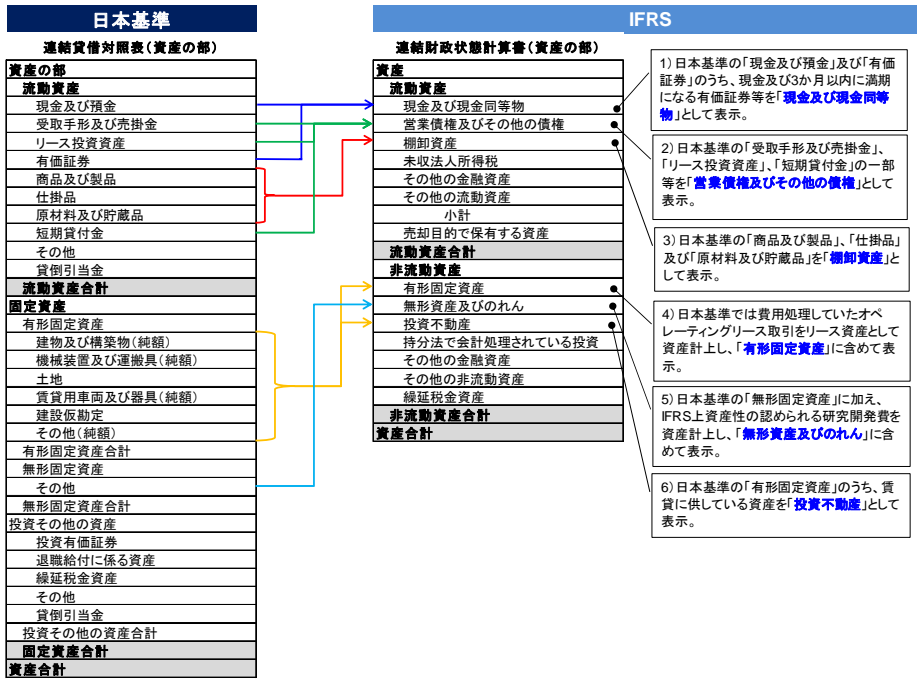 日本基準
IFRS
連結貸借対照表(資産の部)
資産の部
流動資産
現金及び預金
受取手形及び売掛金
リース投資資産
有価証券
商品及び製品
仕掛品
原材料及び貯蔵品
短期貸付金
その他
貸倒引当金
流動資産合計
固定資産
有形固定資産
建物及び構築物(純額)
機械装置及び運搬具(純額)
土地
賃貸用車両及び器具(純額)
建設仮勘定
その他(純額)
有形固定資産合計
無形固定資産
その他
無形固定資産合計
投資その他の資産
投資有価証券
退職給付に係る資産
繰延税金資産
その他
貸倒引当金
投資その他の資産合計
固定資産合計
資産合計
連結財政状態計算書(資産の部)
資産
流動資産
現金及び現金同等物
営業債権及びその他の債権
棚卸資産
未収法人所得税
その他の金融資産
その他の流動資産
小計
売却目的で保有する資産
流動資産合計
非流動資産
有形固定資産
無形資産及びのれん
投資不動産
持分法で会計処理されている投資
その他の金融資産
その他の非流動資産
繰延税金資産
非流動資産合計
資産合計
1)日本基準の「現金及び預金」及び「有価
証券」のうち、現金及び3か月以内に満期
になる有価証券等を「現金及び現金同等
物」として表示。
2)日本基準の「受取手形及び売掛金」、
「リース投資資産」、「短期貸付金」の一部
等を「営業債権及びその他の債権」として
表示。
3)日本基準の「商品及び製品」、「仕掛品」
及び「原材料及び貯蔵品」を「棚卸資産」と
して表示。
4)日本基準では費用処理していたオペ
レーティングリース取引をリース資産として
資産計上し、「有形固定資産」に含めて表
示。
5)日本基準の「無形固定資産」に加え、
IFRS上資産性の認められる研究開発費を
資産計上し、「無形資産及びのれん」に含
めて表示。
6)日本基準の「有形固定資産」のうち、賃
貸に供している資産を「投資不動産」として
表示。